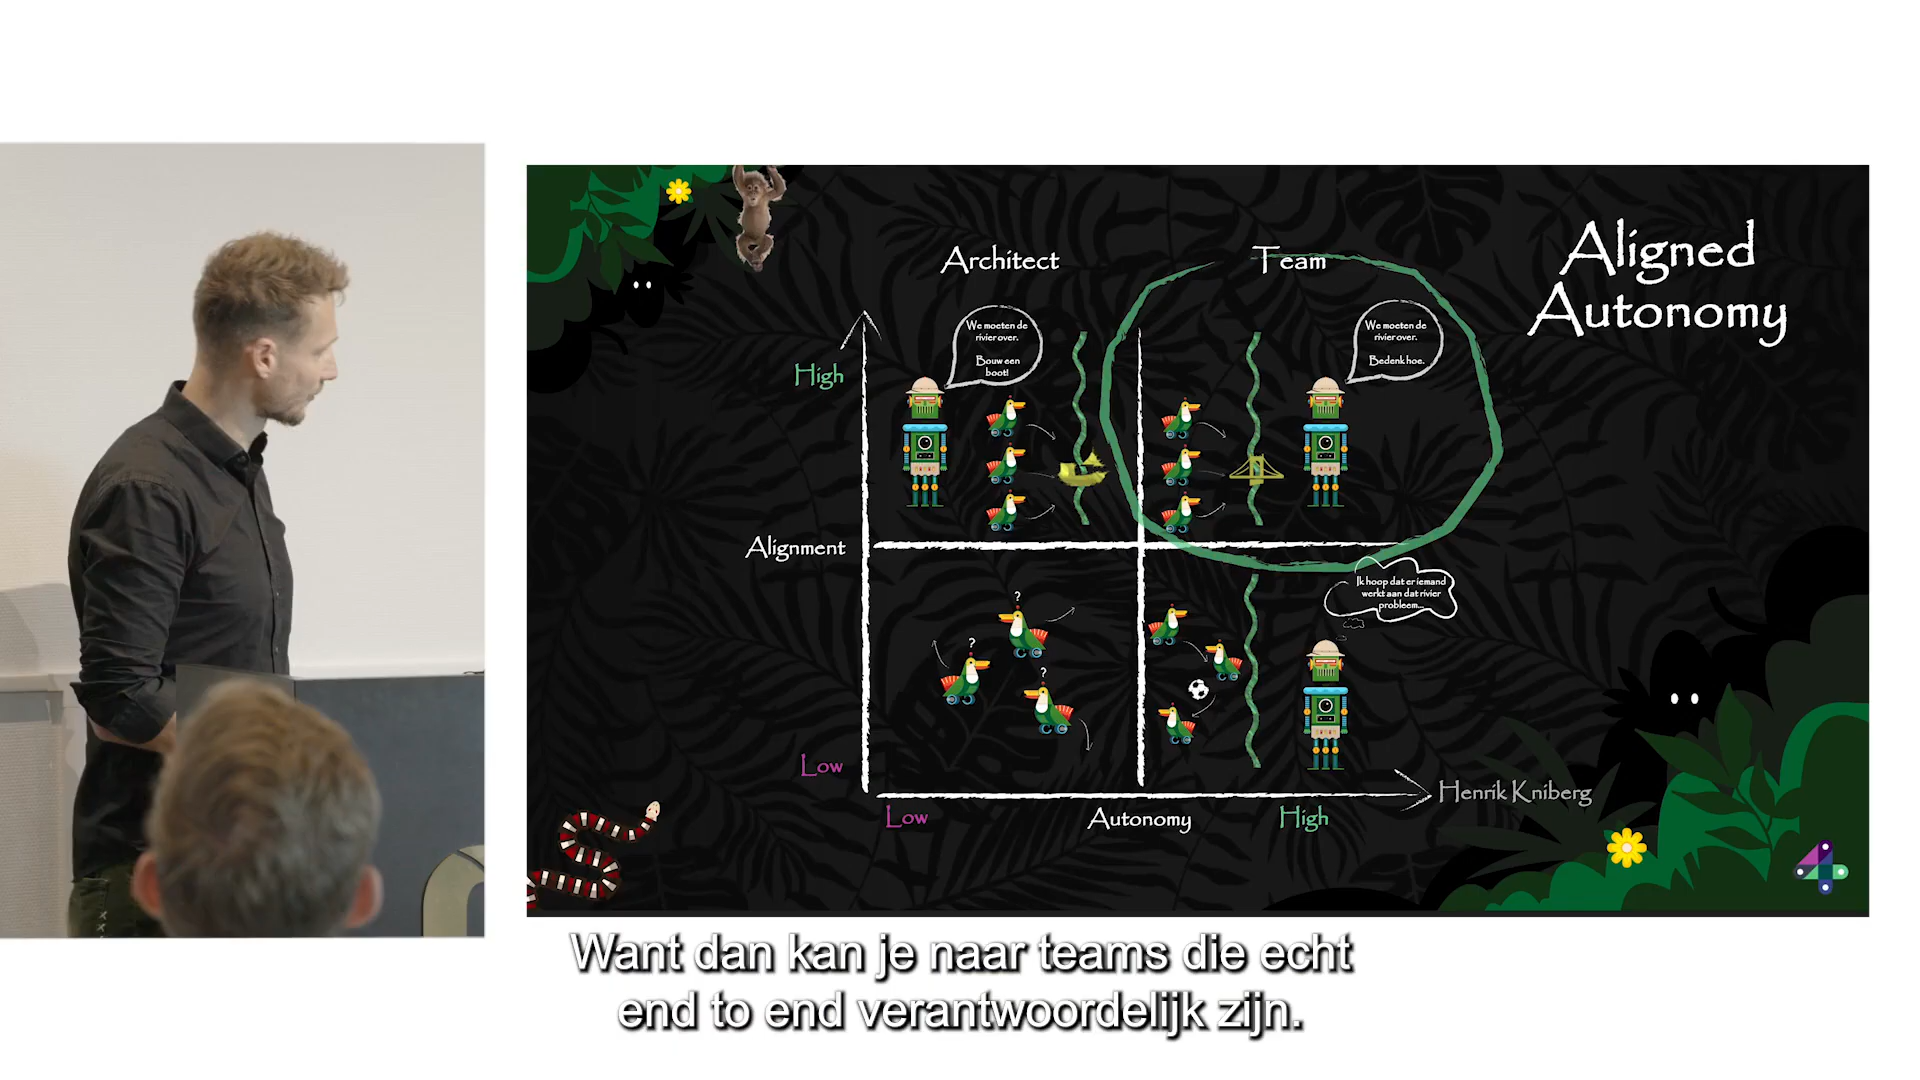 Aligned
Autonomy
Architect
Team
We moeten de
rivier over.
Bouw een
boot!
We moeten de
rivier over.
Bedenk hoe.
High
Alignment
Ik hoop dat er iemand
werkt aan dat rivier
probleem...
?
?
?
Low
Henrik Kniberg
Low
Autonomy
High
Want dan kan je naar teams die echt
end to end verantwoordelijk zijn.